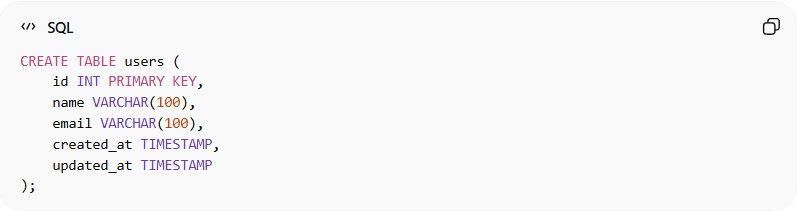 SQL
CREATE TABLE users (
    id INT PRIMARY KEY,
    name VARCHAR(100),
    email VARCHAR(100),
    created_at TIMESTAMP,
    updated_at TIMESTAMP
);